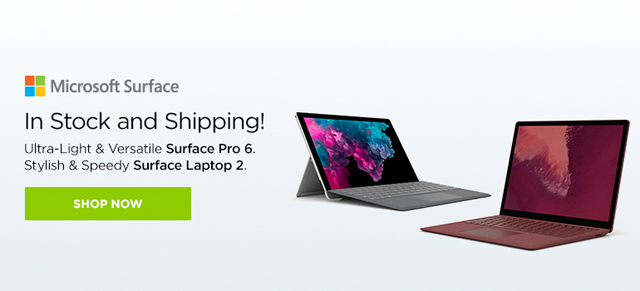 Microsoft Surface
In Stock and Shipping!
Ultra-Light & Versatile Surface Pro 6.
Stylish & Speedy Surface Laptop 2.
SHOP NOW